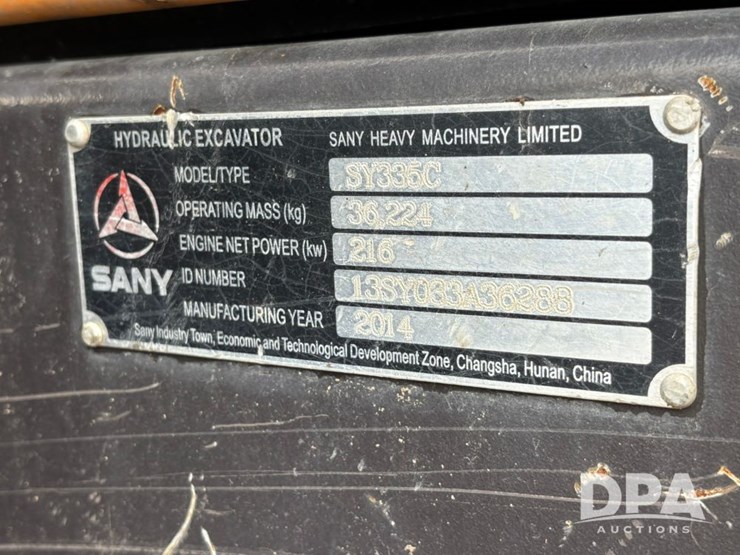 HYDRAULIC EXCAVATOR SANY HEAVY MACHINERY LIMITED
MODEL/TYPE SY335C
OPERATING MASS (kg) 36,224
ENGINE NET POWER (kw) 216
SANY ID NUMBER 13SY033A36288
MANUFACTURING YEAR 2014
Sany Industry Town, Economic and Technological Development Zone, Changsha, Hunan, China
DPA
AUCTIONS